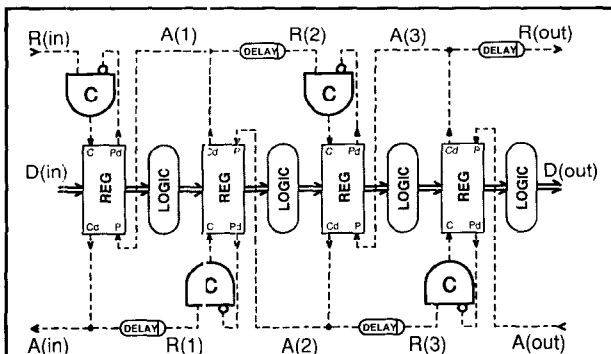 R(in) A(1) DELAY R(2) A(3) DELAY R(out)
C C
C Pd Cd P C Pd Cd P
D(in) REG LOGIC REG LOGIC REG LOGIC REG LOGIC D(out)
Cd P C Pd Cd P C Pd
C C
A(in) DELAY R(1) A(2) DELAY R(3) A(out)